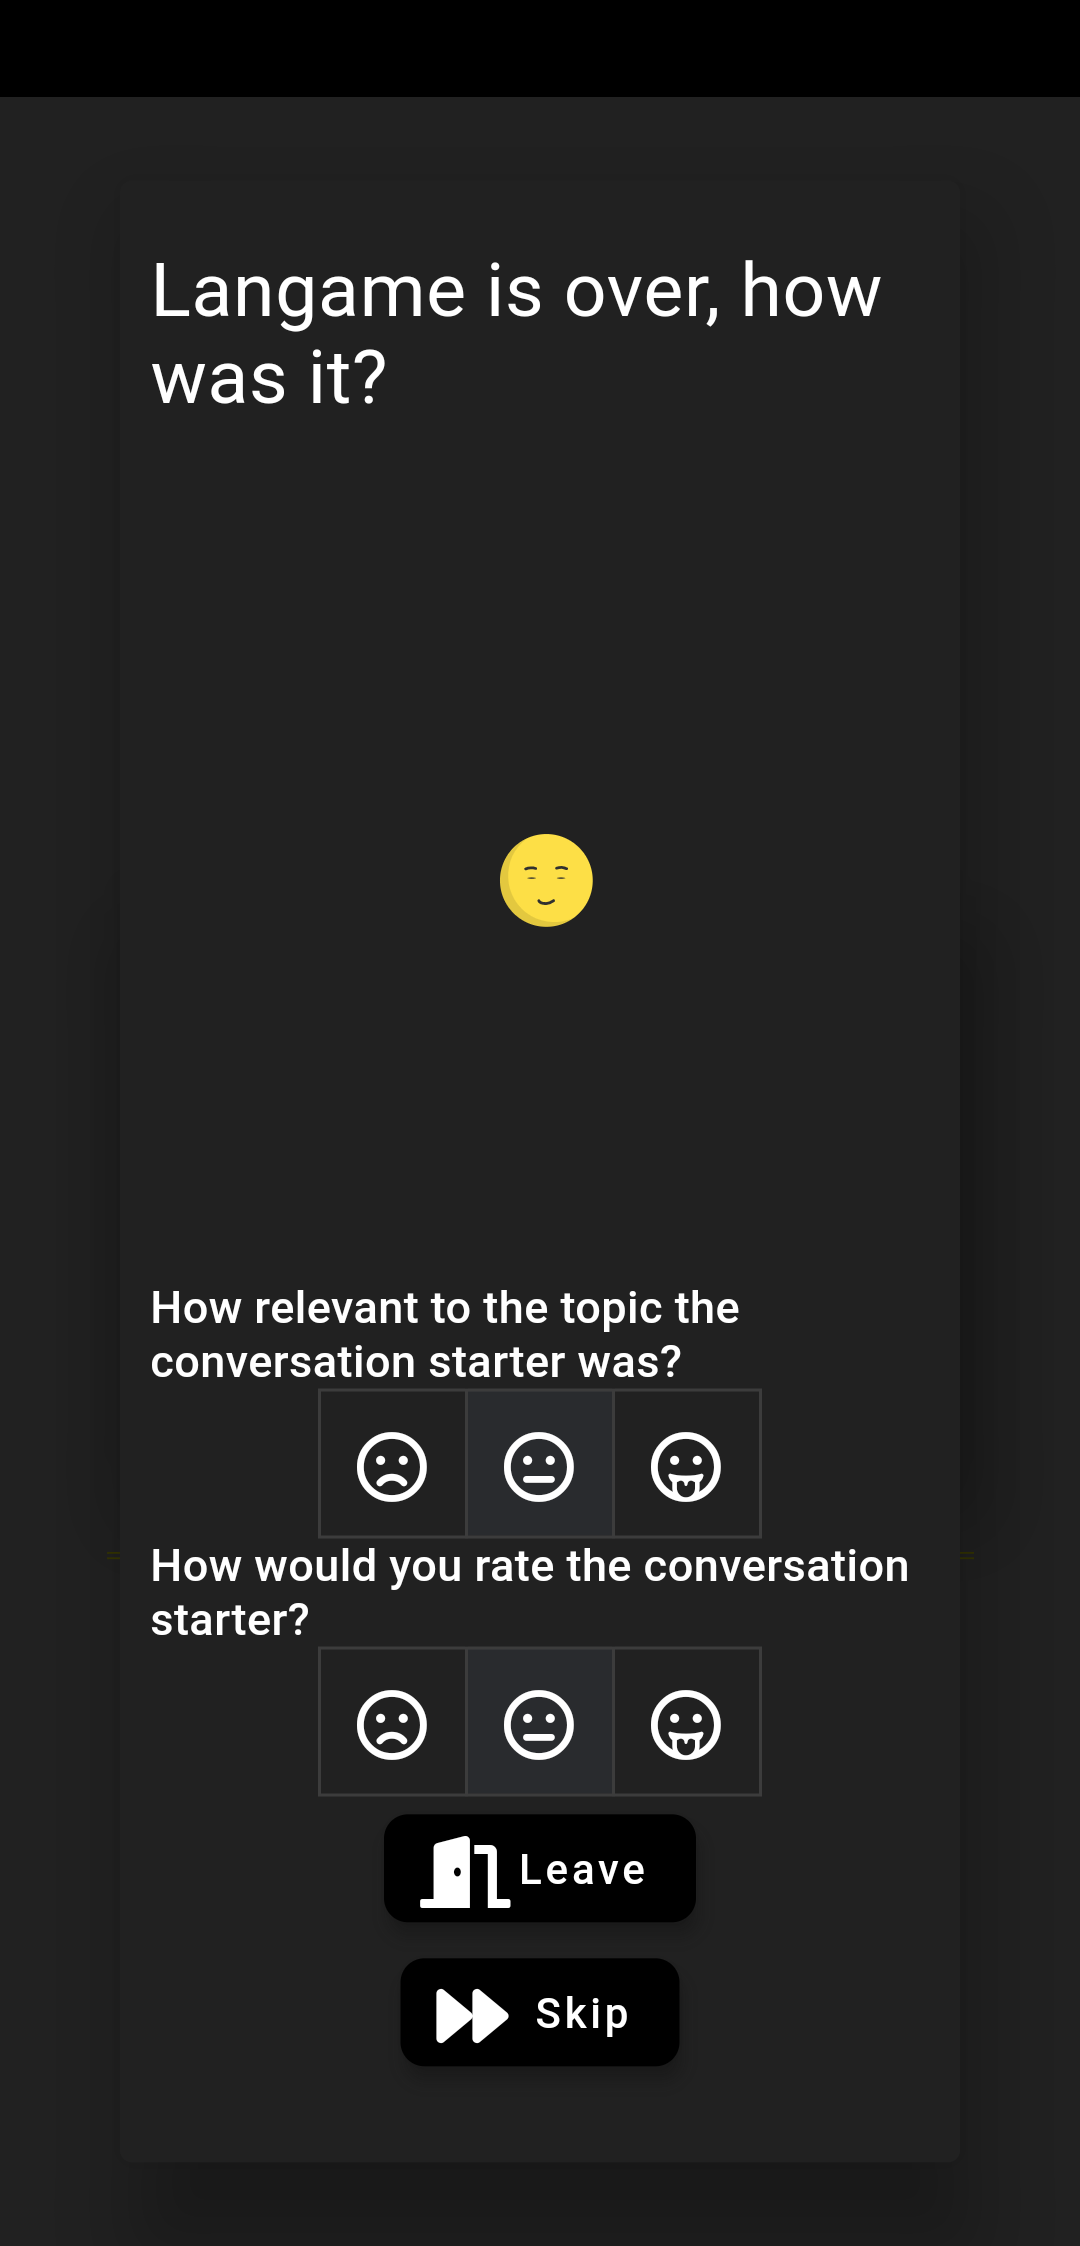 Langame is over, how
was it?
How relevant to the topic the
conversation starter was?
How would you rate the conversation
starter?
Leave
Skip